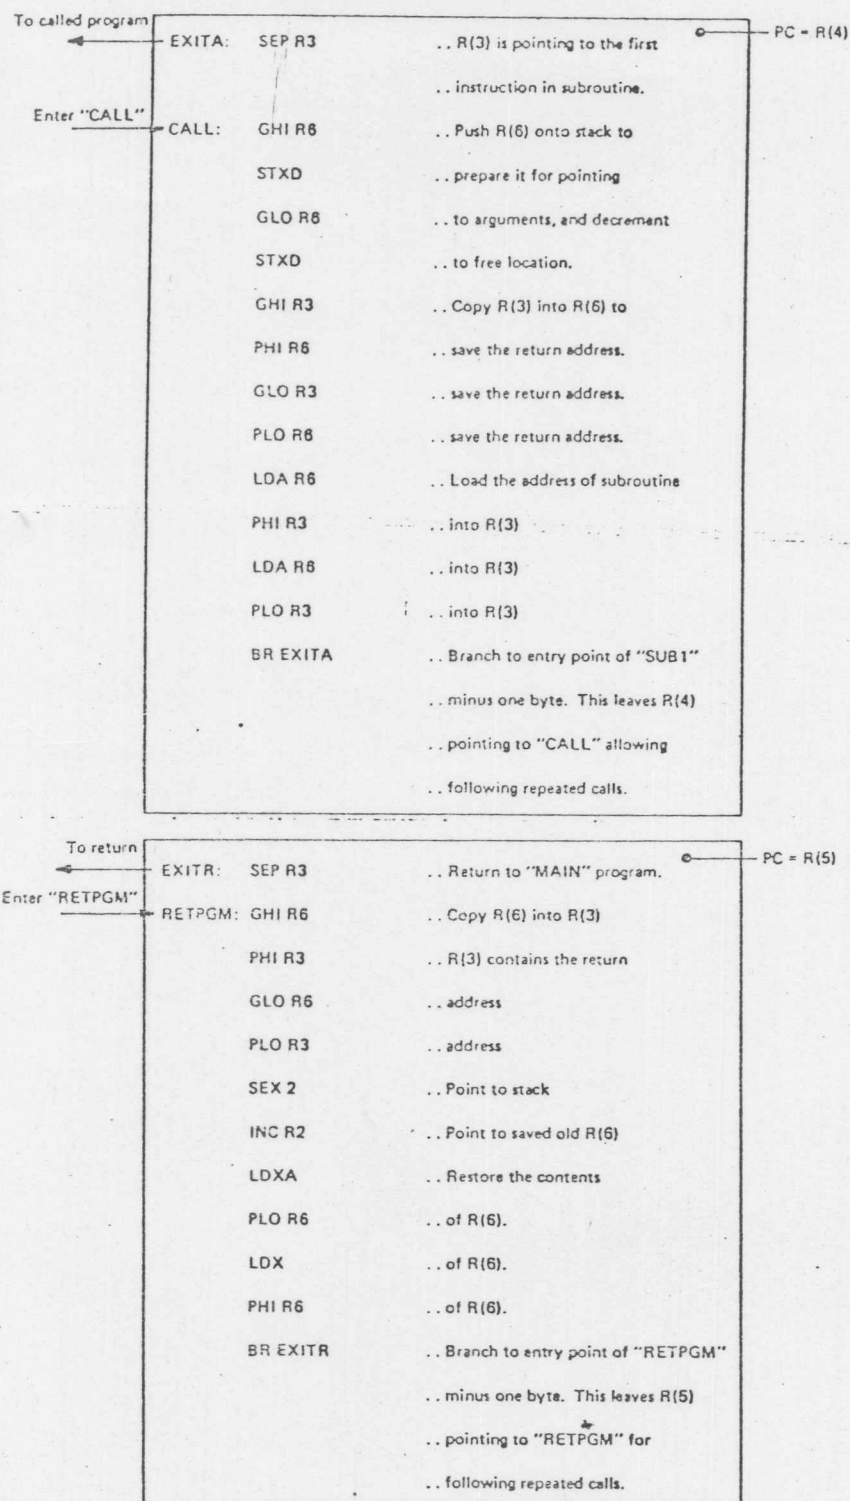 To called program
EXITA: SEP R3 .. R(3) is pointing to the first PC = R(4)
.. instruction in subroutine.
Enter "CALL"
CALL: GHI R6 .. Push R(6) onto stack to
STXD .. prepare it for pointing
GLO R6 .. to arguments, and decrement
STXD .. to free location.
GHI R3 .. Copy R(3) into R(6) to
PHI R6 .. save the return address.
GLO R3 .. save the return address.
PLO R6 .. save the return address.
LDA R6 .. Load the address of subroutine
PHI R3 .. into R(3)
LDA R6 .. into R(3)
PLO R3 .. into R(3)
BR EXITA .. Branch to entry point of "SUB1"
.. minus one byte. This leaves R(4)
.. pointing to "CALL" allowing
.. following repeated calls.
To return
EXITR: SEP R3 .. Return to "MAIN" program. PC = R(5)
Enter "RETPGM"
RETPGM: GHI R6 .. Copy R(6) into R(3)
PHI R3 .. R(3) contains the return
GLO R6 .. address
PLO R3 .. address
SEX 2 .. Point to stack
INC R2 .. Point to saved old R(6)
LDXA .. Restore the contents
PLO R6 .. of R(6).
LDX .. of R(6).
PHI R6 .. of R(6).
BR EXITR .. Branch to entry point of "RETPGM"
.. minus one byte. This leaves R(5)
.. pointing to "RETPGM" for
.. following repeated calls.